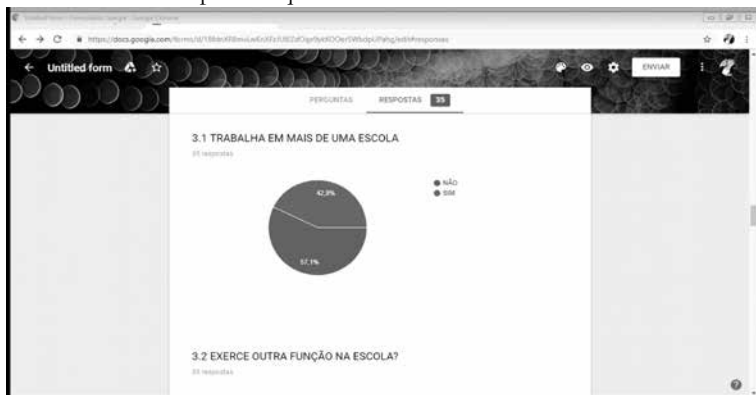 Untitled form
ENVIAR
PERGUNTAS RESPOSTAS 35
3.1 TRABALHA EM MAIS DE UMA ESCOLA
35 respostas
NÃO
SIM
42,9%
57,1%
3.2 EXERCE OUTRA FUNÇÃO NA ESCOLA?
35 respostas